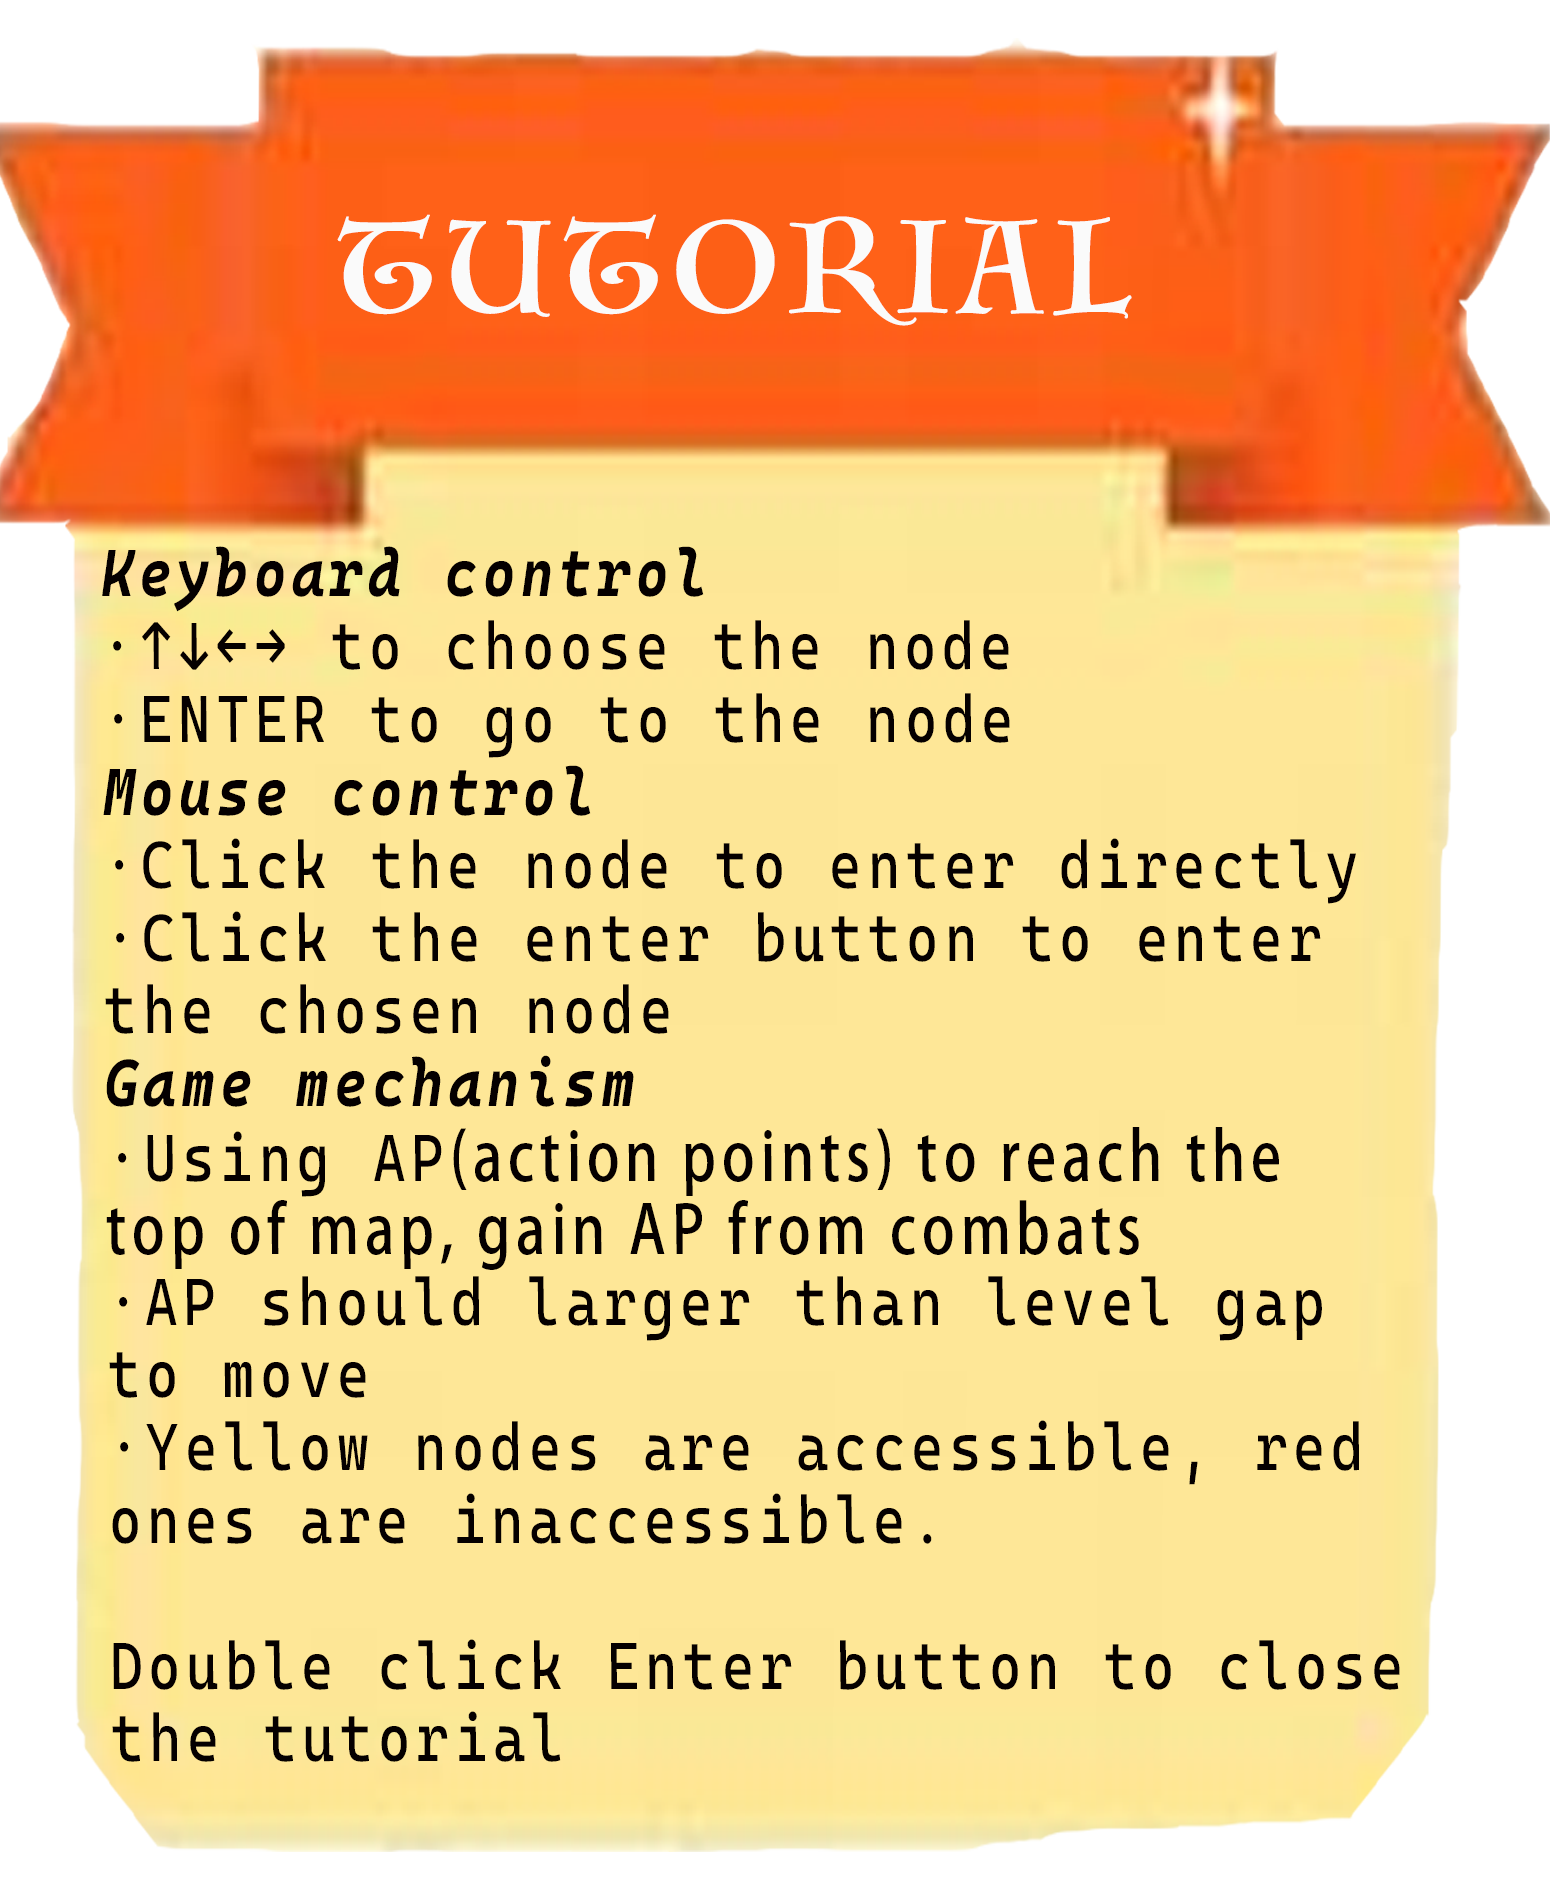 TUTORIAL
Keyboard control
·↑↓←→ to choose the node
·ENTER to go to the node
Mouse control
·Click the node to enter directly
·Click the enter button to enter
the chosen node
Game mechanism
·Using AP(action points) to reach the
top of map, gain AP from combats
·AP should larger than level gap
to move
·Yellow nodes are accessible, red
ones are inaccessible.
Double click Enter button to close
the tutorial